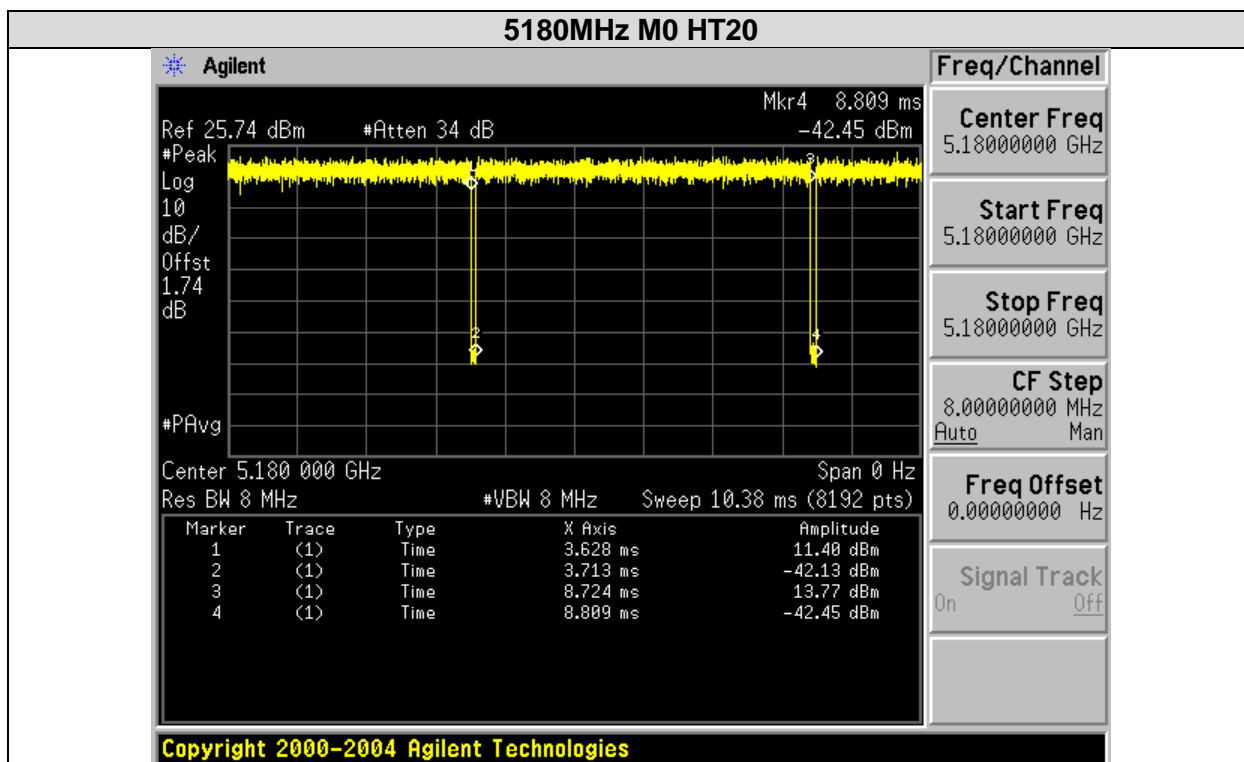 5180MHz M0 HT20
Agilent
Freq/Channel
Mkr4 8.809 ms
Ref 25.74 dBm #Atten 34 dB -42.45 dBm
#Peak
Log
10
dB/
Offst
1.74
dB
#PAvg
1
2
3
4
Center 5.180 000 GHz Span 0 Hz
Res BW 8 MHz #VBW 8 MHz Sweep 10.38 ms (8192 pts)
Marker Trace Type X Axis Amplitude
1 (1) Time 3.628 ms 11.40 dBm
2 (1) Time 3.713 ms -42.13 dBm
3 (1) Time 8.724 ms 13.77 dBm
4 (1) Time 8.809 ms -42.45 dBm
Center Freq
5.18000000 GHz
Start Freq
5.18000000 GHz
Stop Freq
5.18000000 GHz
CF Step
8.00000000 MHz
Auto Man
Freq Offset
0.00000000 Hz
Signal Track
On Off
Copyright 2000-2004 Agilent Technologies